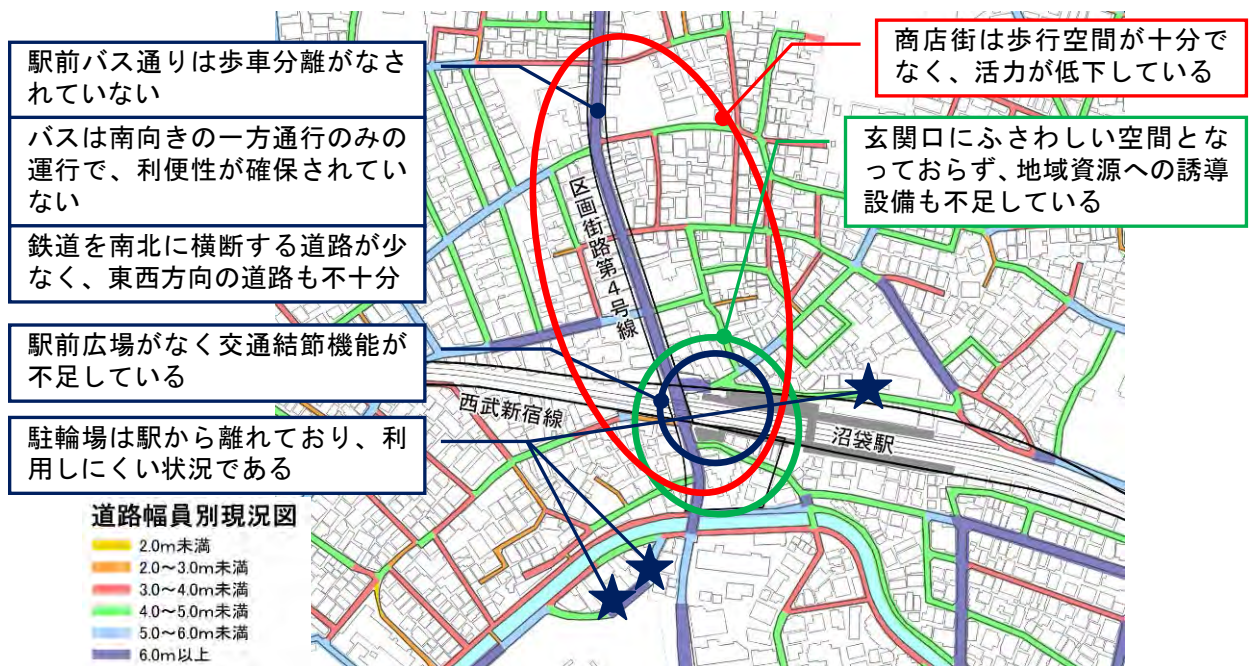 駅前バス通りは歩車分離がなさ
れていない
バスは南向きの一方通行のみの
運行で、利便性が確保されてい
ない
鉄道を南北に横断する道路が少
なく、東西方向の道路も不十分
駅前広場がなく交通結節機能が
不足している
駐輪場は駅から離れており、利
用しにくい状況である
商店街は歩行空間が十分で
なく、活力が低下している
玄関口にふさわしい空間とな
っておらず、地域資源への誘導
設備も不足している
区画街路第4号線
西武新宿線
沼袋駅
道路幅員別現況図
2.0m未満
2.0～3.0m未満
3.0～4.0m未満
4.0～5.0m未満
5.0～6.0m未満
6.0m以上